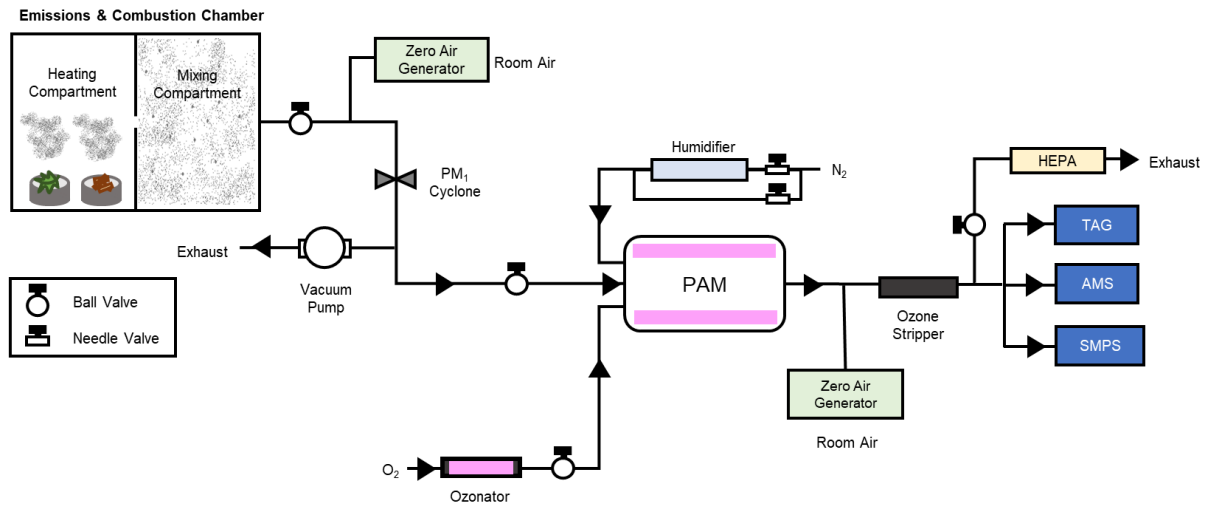 Emissions & Combustion Chamber
Heating
Compartment
Mixing
Compartment
Zero Air
Generator
Room Air
PM₁
Cyclone
Humidifier
N₂
HEPA
Exhaust
TAG
AMS
SMPS
Exhaust
Vacuum
Pump
PAM
Ozone
Stripper
Ball Valve
Needle Valve
Zero Air
Generator
Room Air
O₂
Ozonator